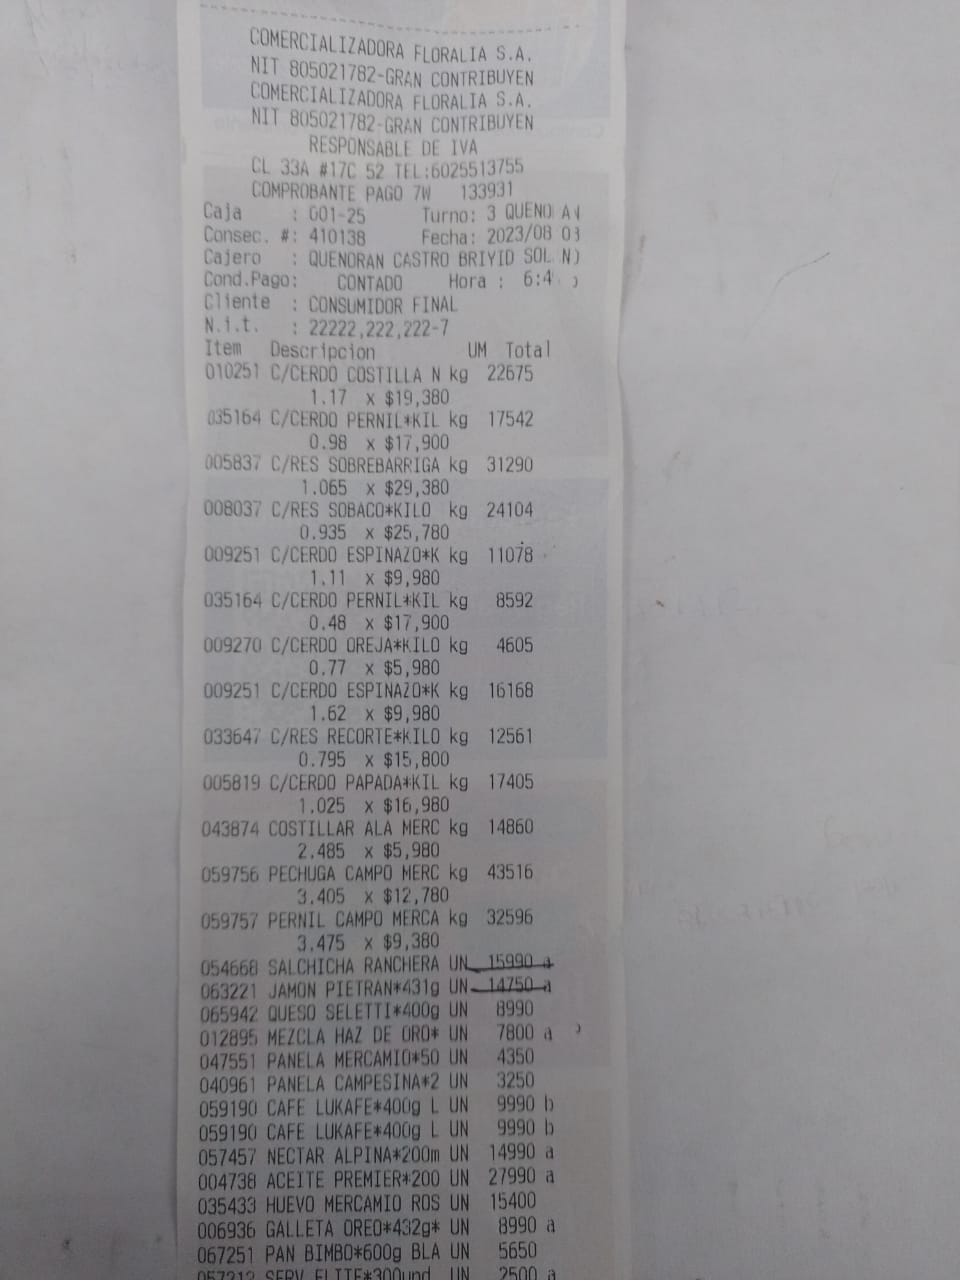 COMERCIALIZADORA FLORALIA S.A.
NIT 805021782-GRAN CONTRIBUYEN
COMERCIALIZADORA FLORALIA S.A.
NIT 805021782-GRAN CONTRIBUYEN
RESPONSABLE DE IVA
CL 33A #17C 52 TEL:6025513755
COMPROBANTE PAGO 7W 133931
Caja : 001-25 Turno: 3
Consec. #: 410138 Fecha: 2023/08
Cajero : QUENORAN CASTRO BRIYID SOL
Cond.Pago: CONTADO Hora :
Cliente : CONSUMIDOR FINAL
N.i.t. : 22222,222,222-7
Item Descripcion UM Total
010251 C/CERDO COSTILLA N kg 22675
1.17 x $19,380
035164 C/CERDO PERNIL*KIL kg 17542
0.98 x $17,900
005837 C/RES SOBREBARRIGA kg 31290
1.065 x $29,380
008037 C/RES SOBACO*KILO kg 24104
0.935 x $25,780
009251 C/CERDO ESPINAZO*K kg 11078
1.11 x $9,980
035164 C/CERDO PERNIL*KIL kg 8592
0.48 x $17,900
009270 C/CERDO OREJA*KILO kg 4605
0.77 x $5,980
009251 C/CERDO ESPINAZO*K kg 16168
1.62 x $9,980
033647 C/RES RECORTE*KILO kg 12561
0.795 x $15,800
005819 C/CERDO PAPADA*KIL kg 17405
1.025 x $16,980
043874 COSTILLAR ALA MERC kg 14860
2.485 x $5,980
059756 PECHUGA CAMPO MERC kg 43516
3.405 x $12,780
059757 PERNIL CAMPO MERCA kg 32596
3.475 x $9,380
054668 SALCHICHA RANCHERA UN 15990 a
063221 JAMON PIETRAN*431g UN 14750 a
065942 QUESO SELETTI*400g UN 8990
012895 MEZCLA HAZ DE ORO* UN 7800 a
047551 PANELA MERCAMIO*50 UN 4350
040961 PANELA CAMPESINA*2 UN 3250
059190 CAFE LUKAFE*400g L UN 9990 b
059190 CAFE LUKAFE*400g L UN 9990 b
057457 NECTAR ALPINA*200m UN 14990 a
004738 ACEITE PREMIER*200 UN 27990 a
035433 HUEVO MERCAMIO ROS UN 15400
006936 GALLETA OREO*432g* UN 8990 a
067251 PAN BIMBO*600g BLA UN 5650
SERV ELITE*300und UN 2500 a